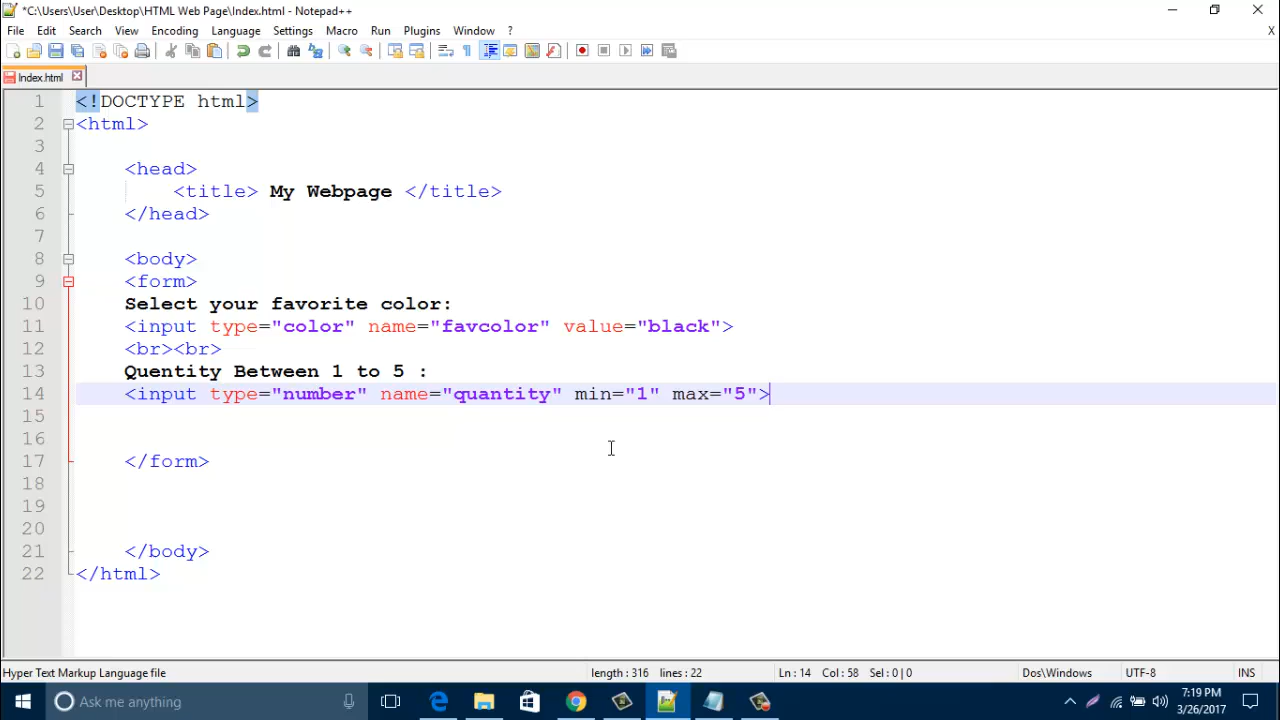 *C:\Users\User\Desktop\HTML Web Page\Index.html - Notepad++
File Edit Search View Encoding Language Settings Macro Run Plugins Window ? X
Index.html
1 <!DOCTYPE html>
2 <html>
3
4 <head>
5 <title> My Webpage </title>
6 </head>
7
8 <body>
9 <form>
10 Select your favorite color:
11 <input type="color" name="favcolor" value="black">
12 <br><br>
13 Quentity Between 1 to 5 :
14 <input type="number" name="quantity" min="1" max="5">
15
16
17 </form>
18
19
20
21 </body>
22 </html>
Hyper Text Markup Language file length : 316 lines : 22 Ln : 14 Col : 58 Sel : 0 | 0 Dos\Windows UTF-8 INS
Ask me anything 7:19 PM
3/26/2017